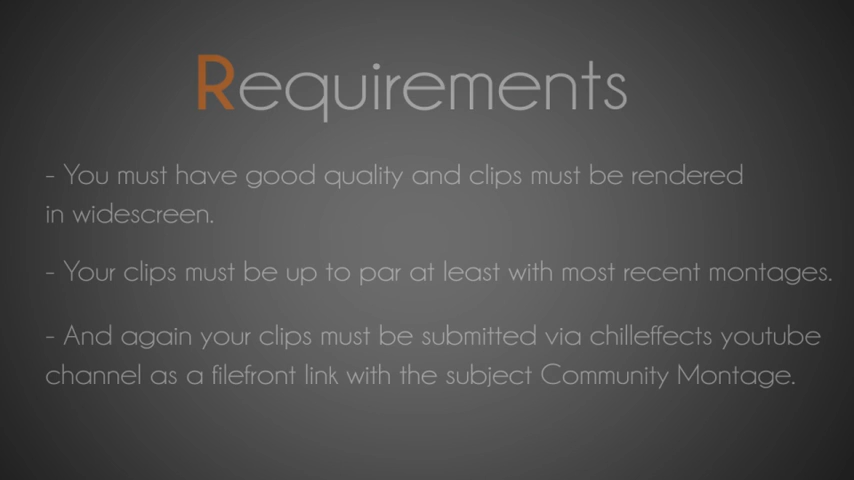 Requirements
- You must have good quality and clips must be rendered
in widescreen.
- Your clips must be up to par at least with most recent montages.
- And again your clips must be submitted via chilleffects youtube
channel as a filefront link with the subject Community Montage.